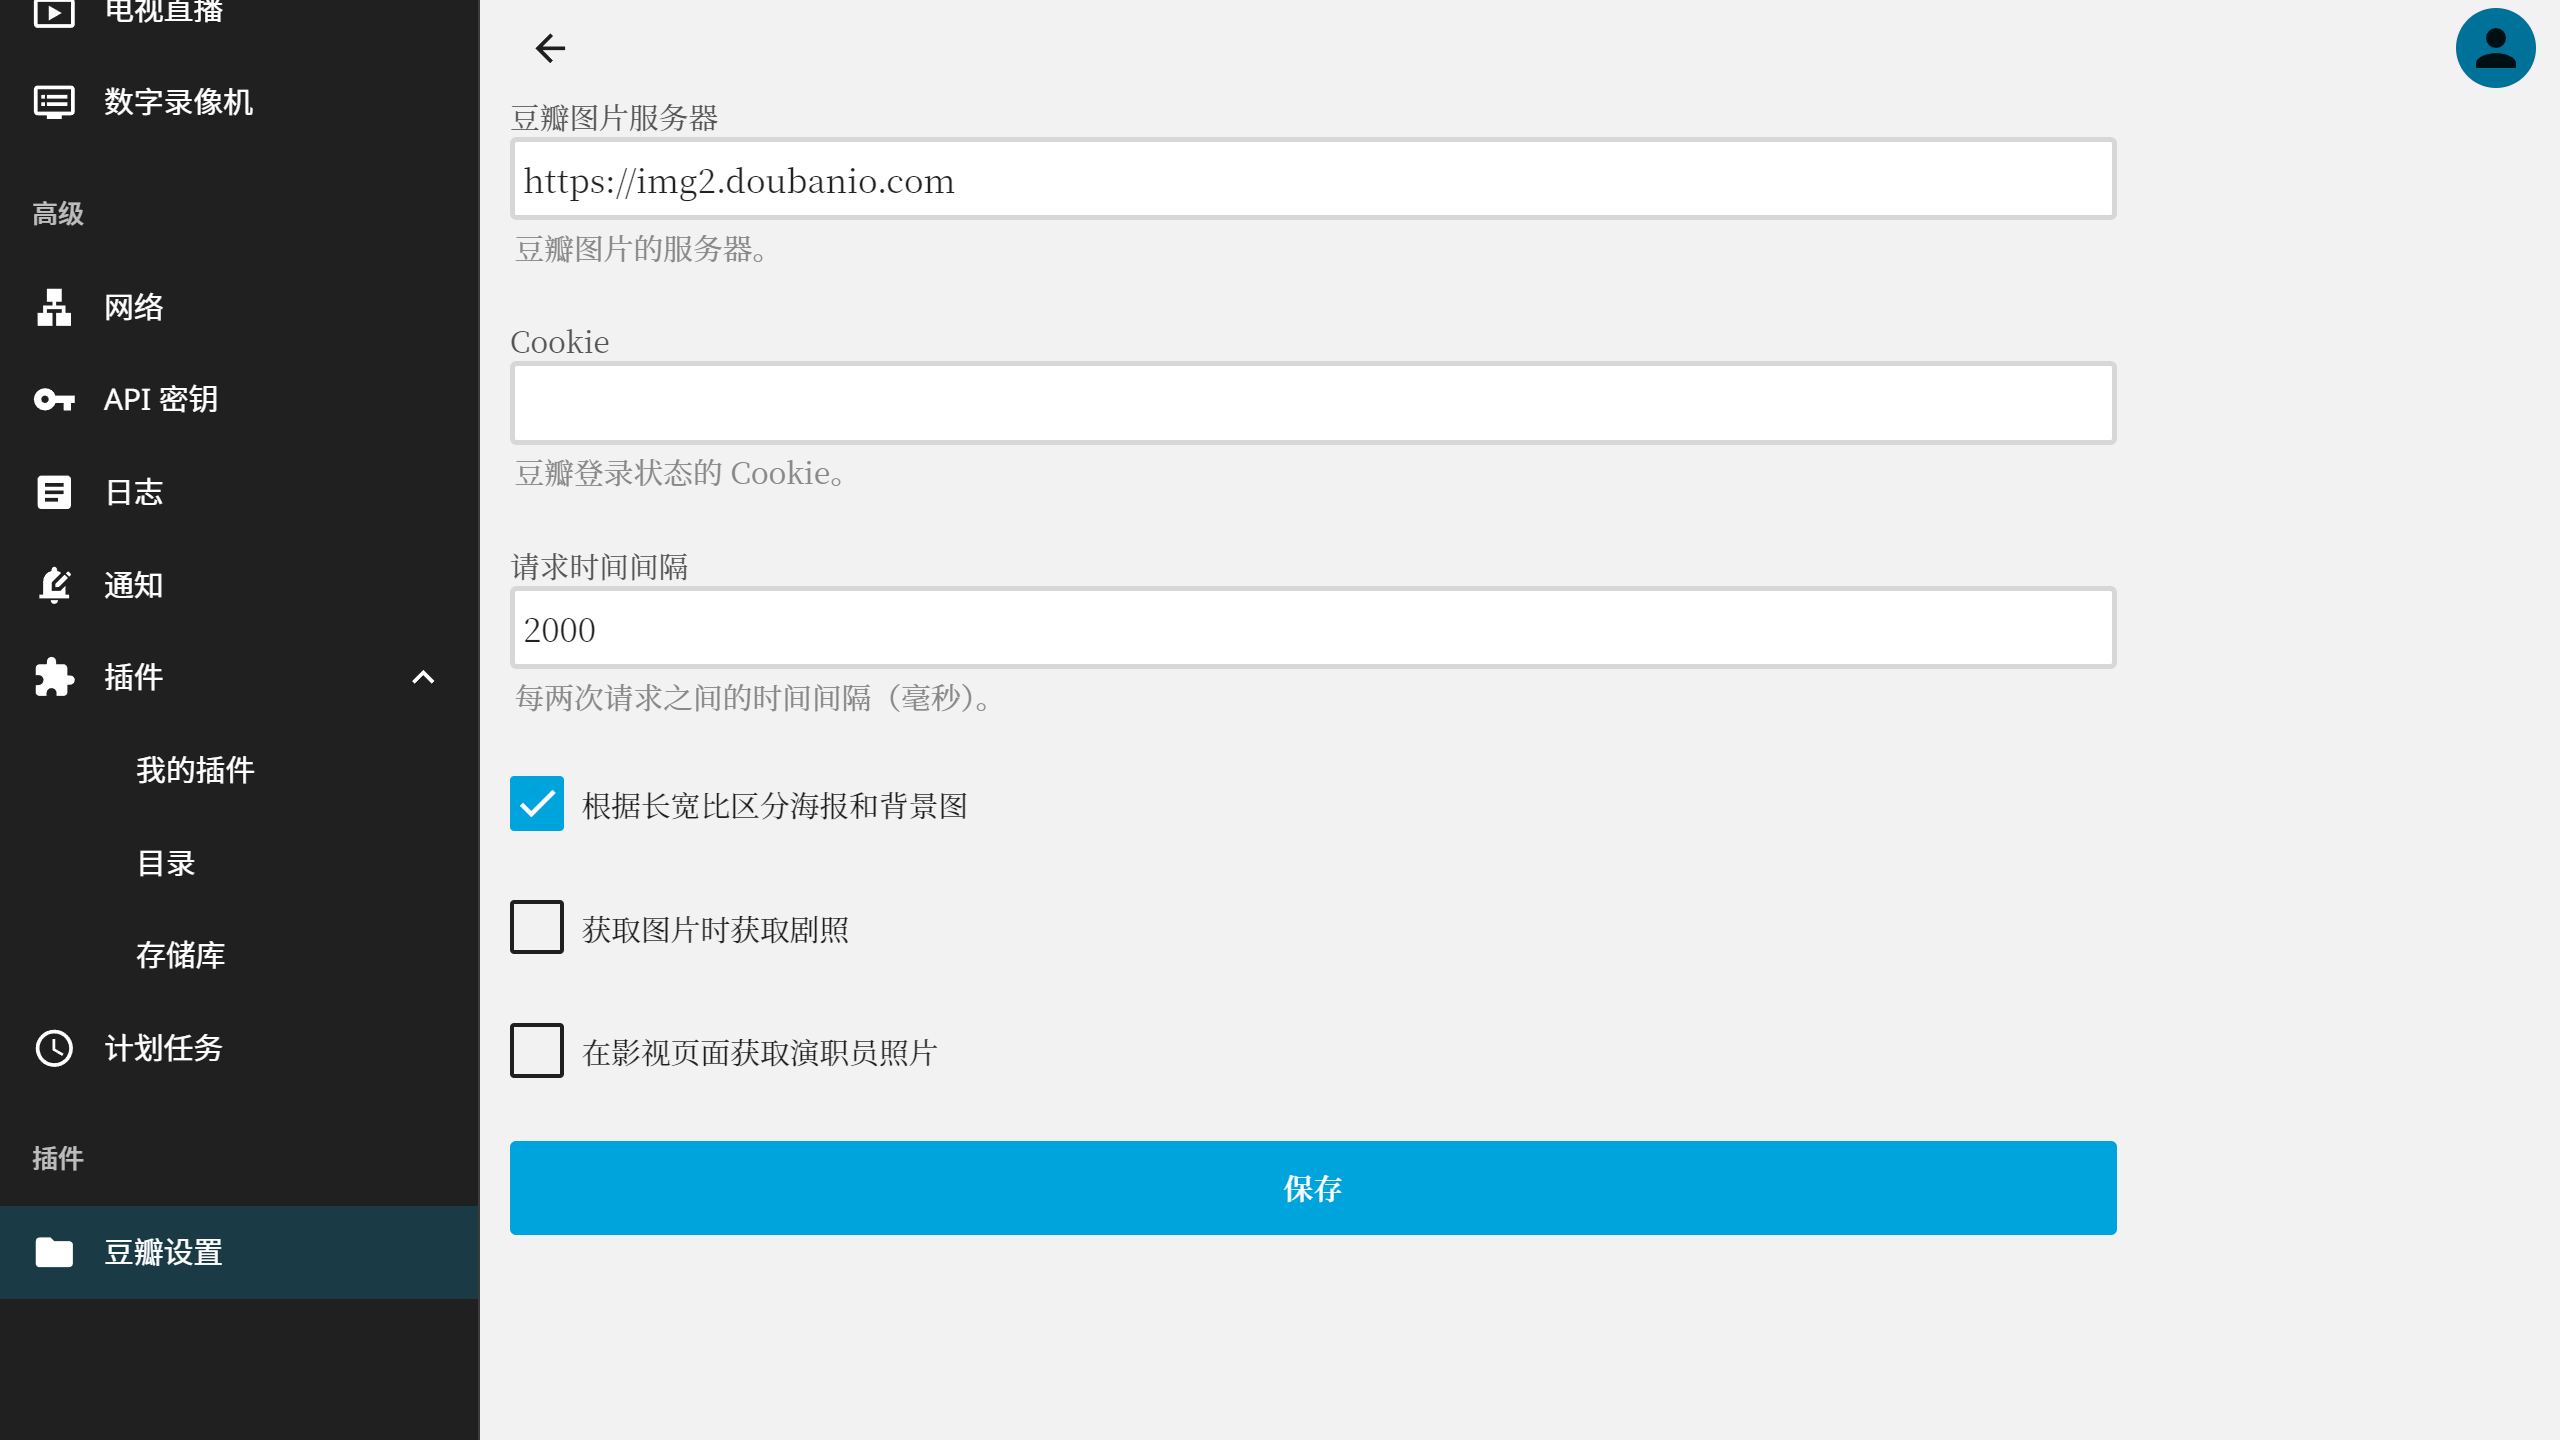 电视直播
数字录像机
高级
网络
API 密钥
日志
通知
插件
我的插件
目录
存储库
计划任务
插件
豆瓣设置
豆瓣图片服务器
https://img2.doubanio.com
豆瓣图片的服务器。
Cookie
豆瓣登录状态的 Cookie。
请求时间间隔
2000
每两次请求之间的时间间隔（毫秒）。
根据长宽比区分海报和背景图
获取图片时获取剧照
在影视页面获取演职员照片
保存